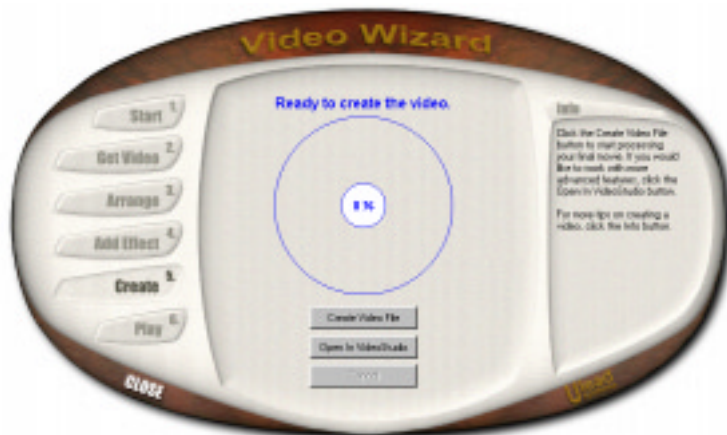 Video Wizard
Start 1.
Get Video 2.
Arrange 3.
Add Effect 4.
Create 5.
Play 6.
CLOSE
Ready to create the video.
0 %
Create Video File
Open In VideoStudio
Info
Click the Create Video File
button to start processing
your final movie. If you would
like to work with more
advanced features, click the
Open In VideoStudio button.
For more tips on creating a
video, click the Info button.